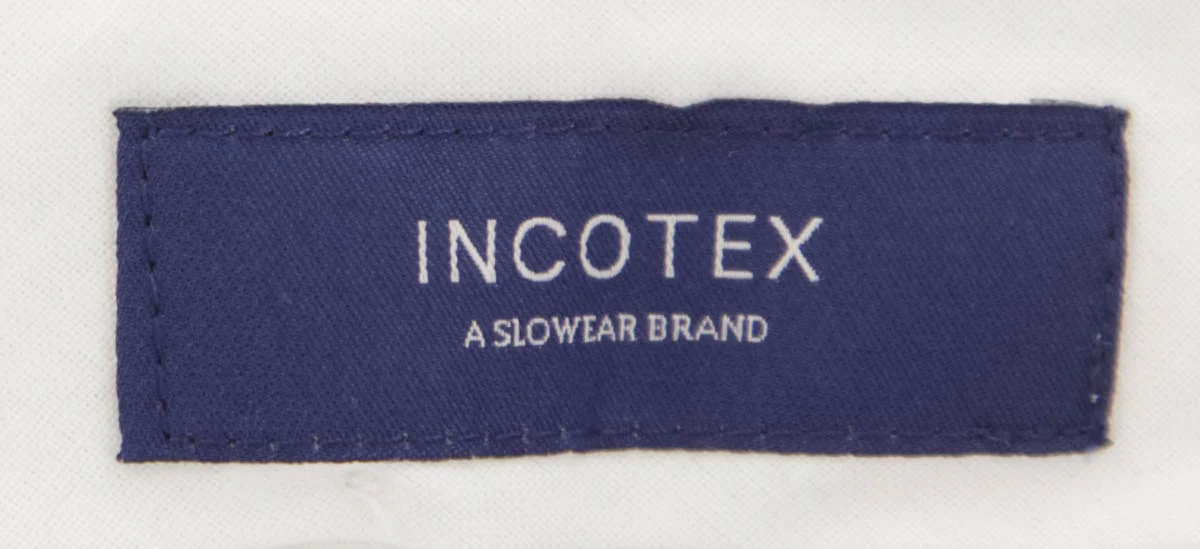 INCOTEX
A SLOWEAR BRAND